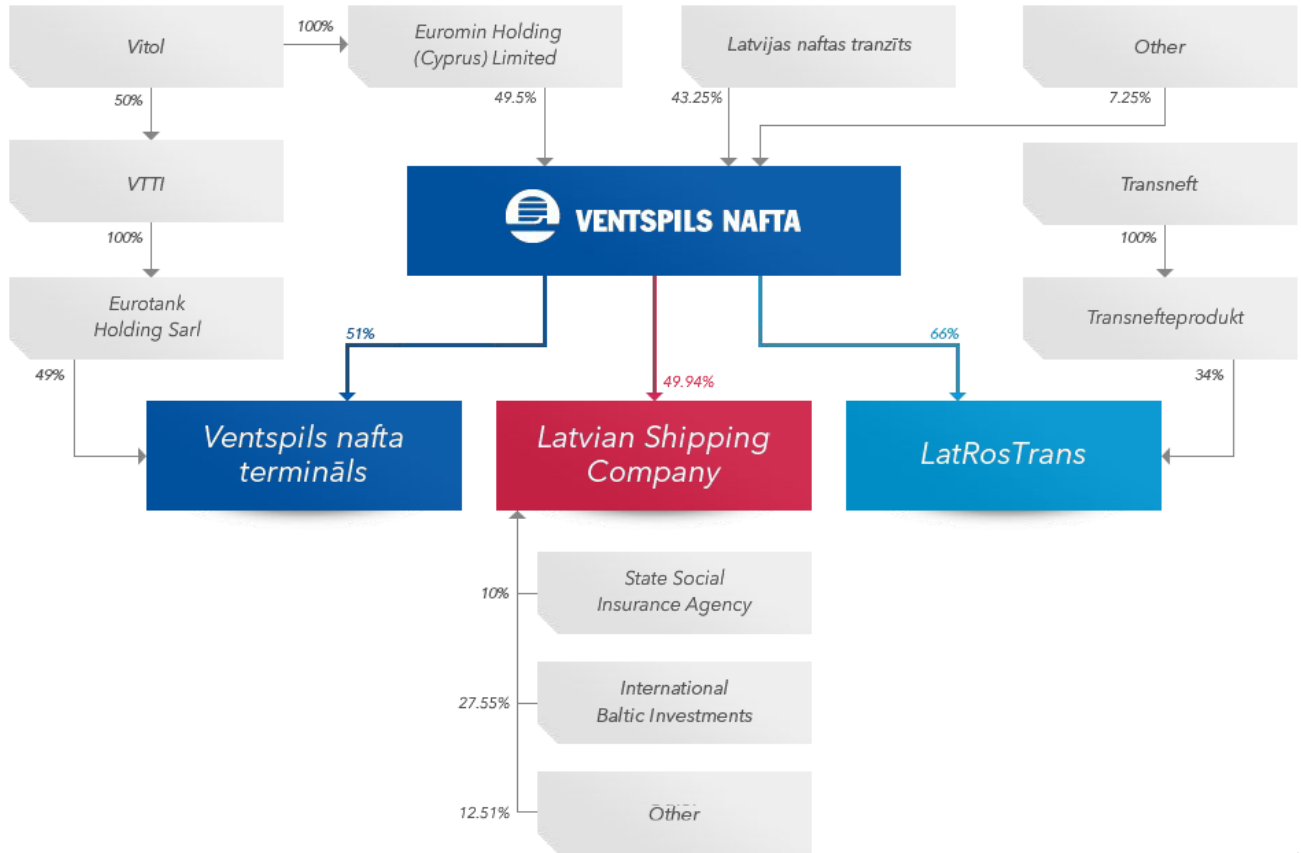 Vitol
100%
Euromin Holding
(Cyprus) Limited
Latvijas naftas tranzīts
Other
50%
49.5%
43.25%
7.25%
VTTI
VENTSPILS NAFTA
Transneft
100%
100%
Eurotank
Holding Sarl
Transnefteprodukt
51%
66%
49%
49.94%
34%
Ventspils nafta
termināls
Latvian Shipping
Company
LatRosTrans
State Social
Insurance Agency
10%
International
Baltic Investments
27.55%
Other
12.51%